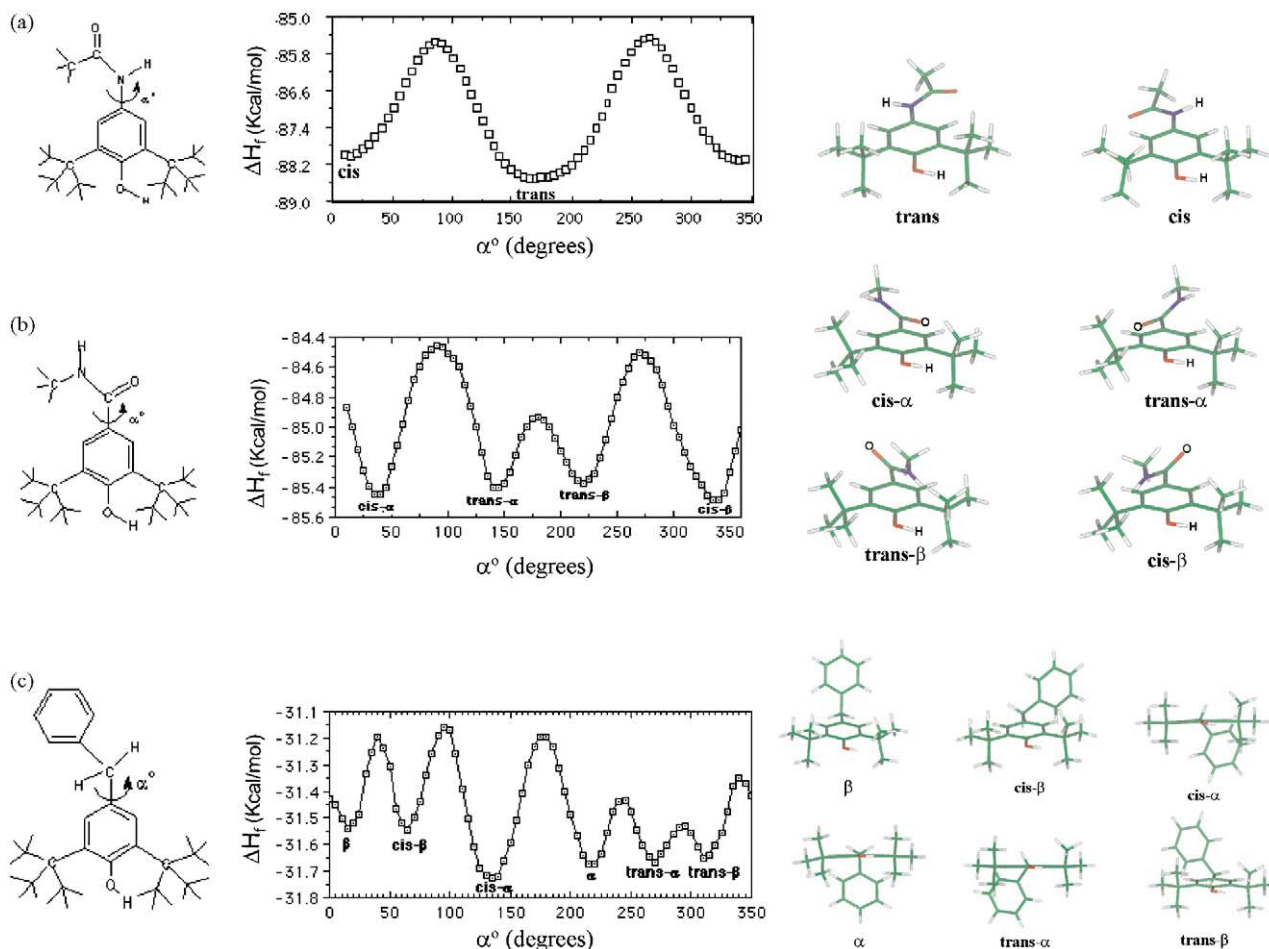 (a)
O
C
C
N
H
α°
C
C
O
H
ΔHf (Kcal/mol)
-85.0
-85.8
-86.6
-87.4
-88.2
-89.0
cis
trans
0 50 100 150 200 250 300 350
α° (degrees)
H
H
trans
H
H
cis
(b)
H
N
O
C
C
α°
C
C
O
H
ΔHf (Kcal/mol)
-84.4
-84.6
-84.8
-85.0
-85.2
-85.4
-85.6
cis-α
trans-α
trans-β
cis-β
0 50 100 150 200 250 300 350
α° (degrees)
O
H
cis-α
O
H
trans-α
O
H
trans-β
O
H
cis-β
(c)
H
H
C
α°
C
C
O
H
ΔHf (Kcal/mol)
-31.1
-31.2
-31.3
-31.4
-31.5
-31.6
-31.7
-31.8
β
cis-β
cis-α
α
trans-α
trans-β
0 50 100 150 200 250 300 350
α° (degrees)
β
cis-β
cis-α
α
trans-α
trans-β